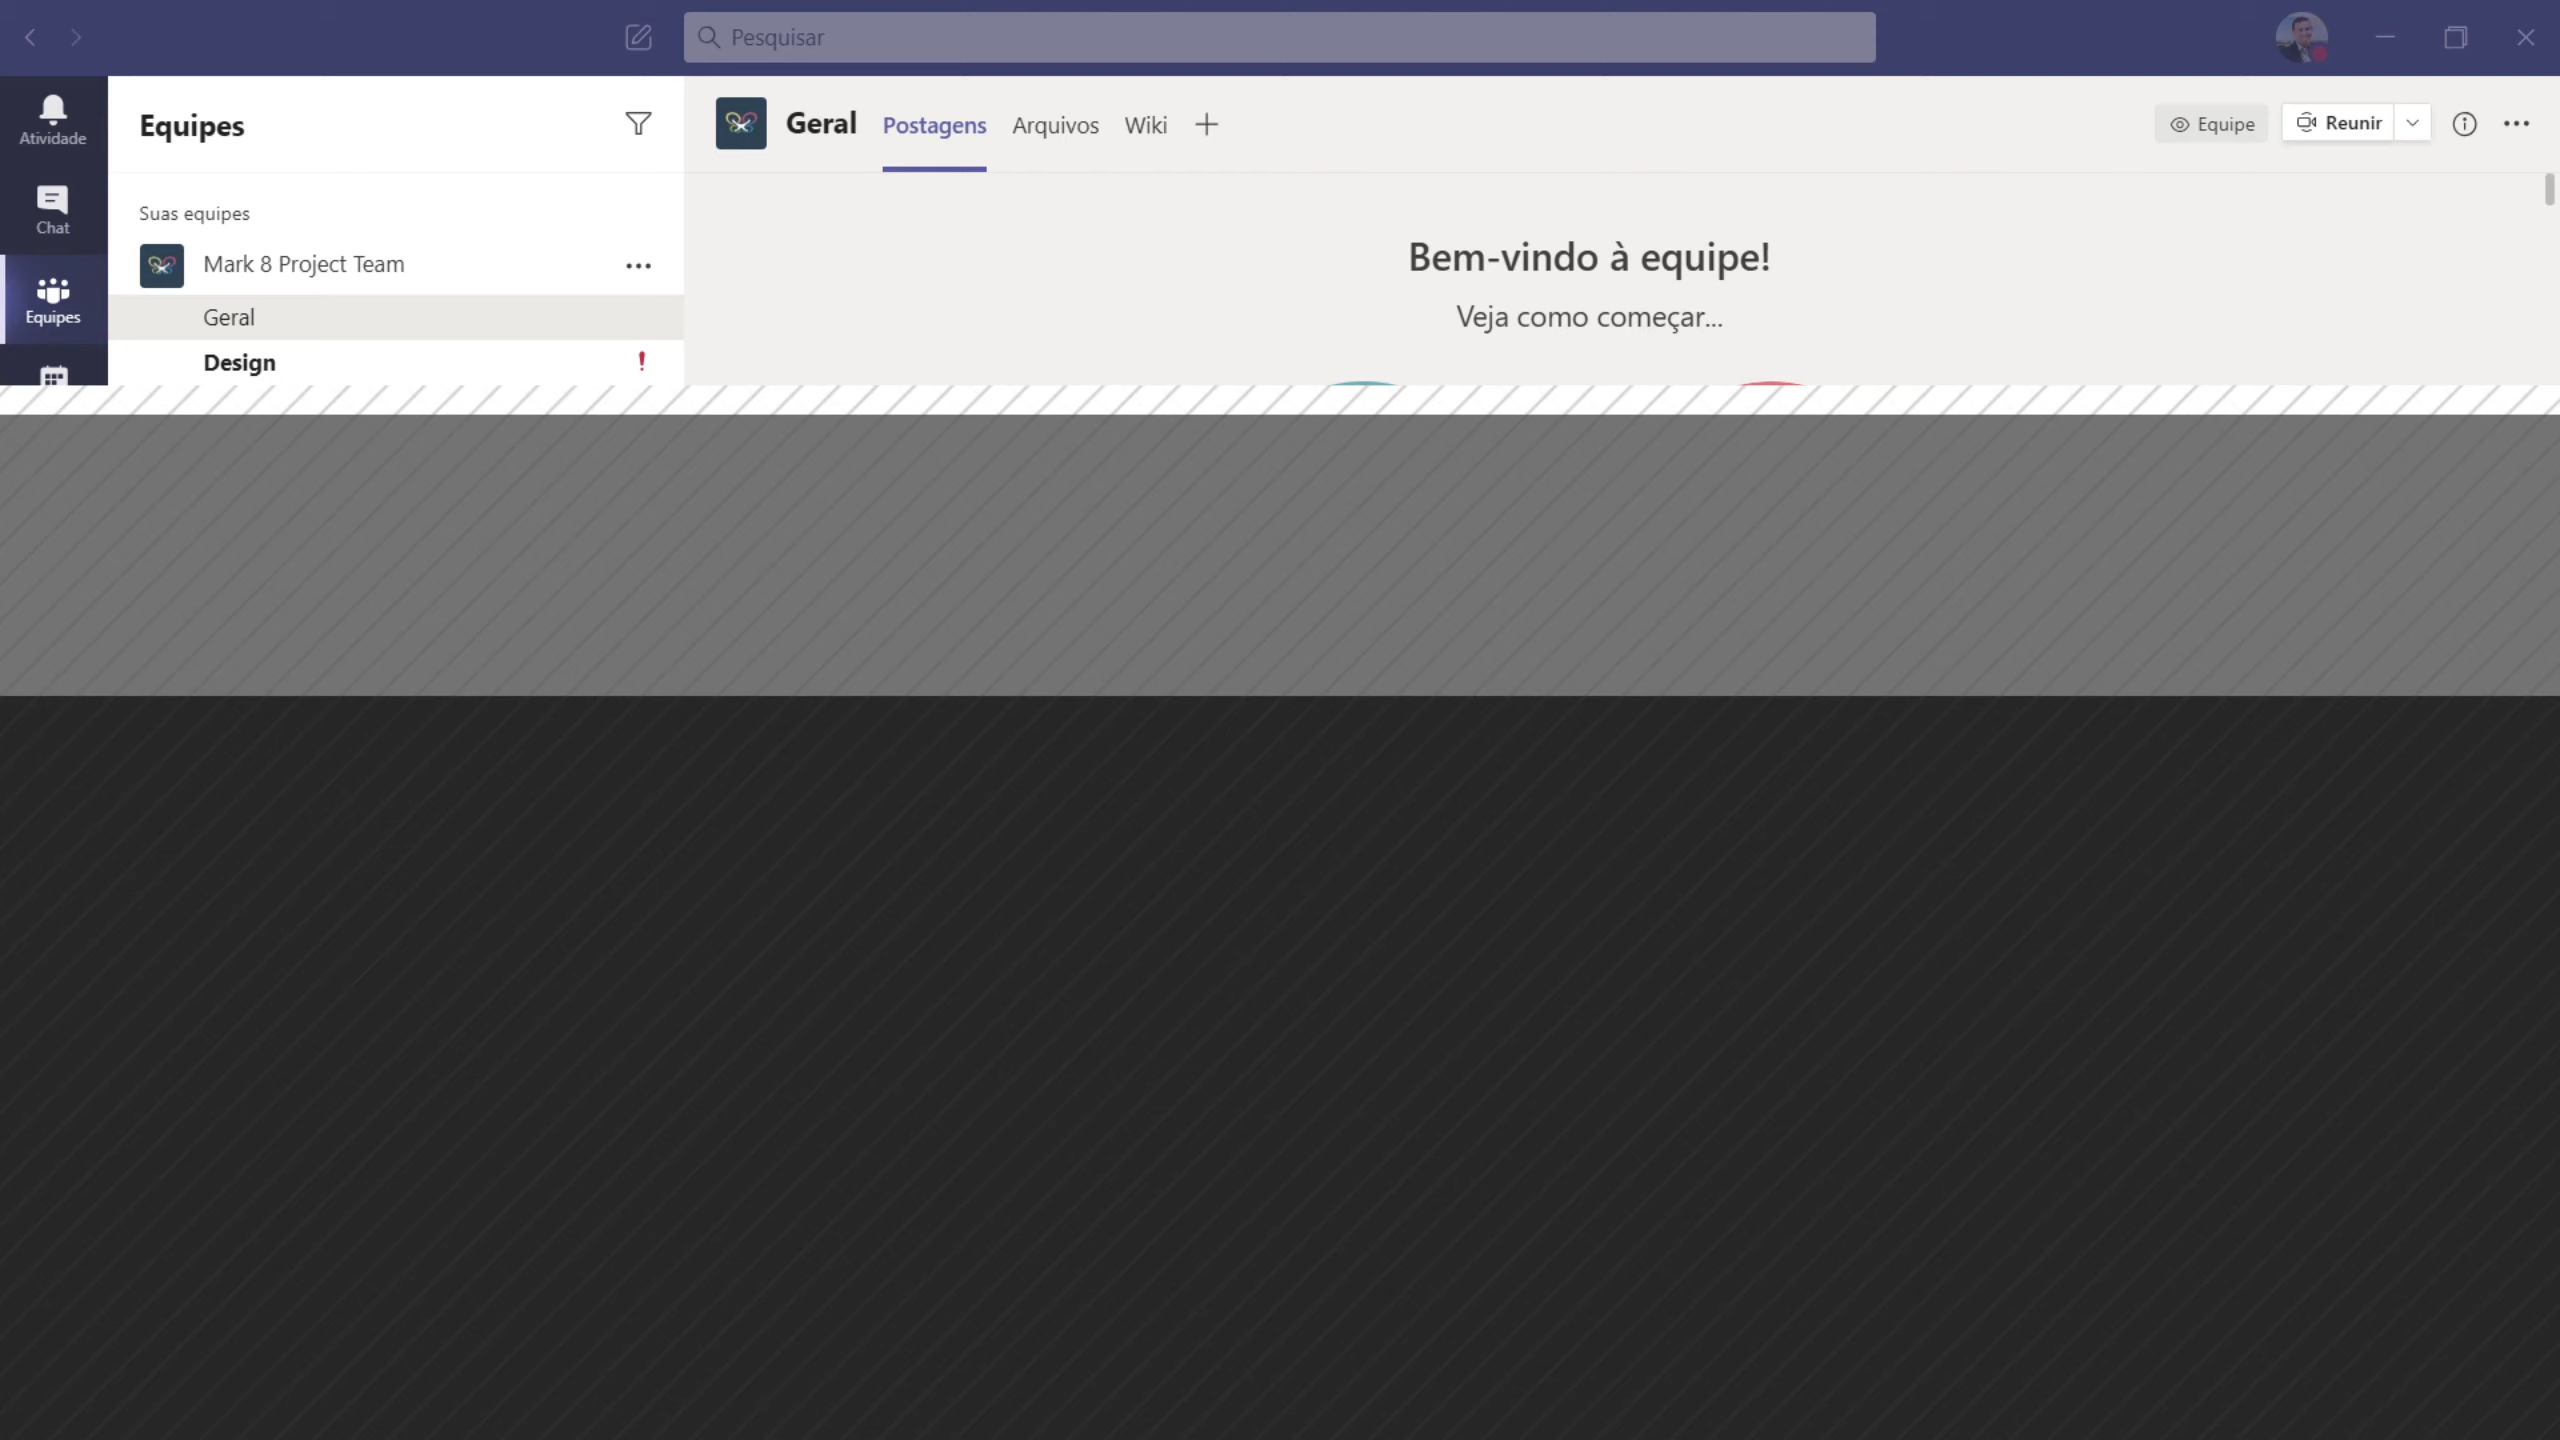 Pesquisar
Atividade
Chat
Equipes
Equipes
Suas equipes
Mark 8 Project Team
Geral
Design
Geral
Postagens
Arquivos
Wiki
Equipe
Reunir
Bem-vindo à equipe!
Veja como começar...